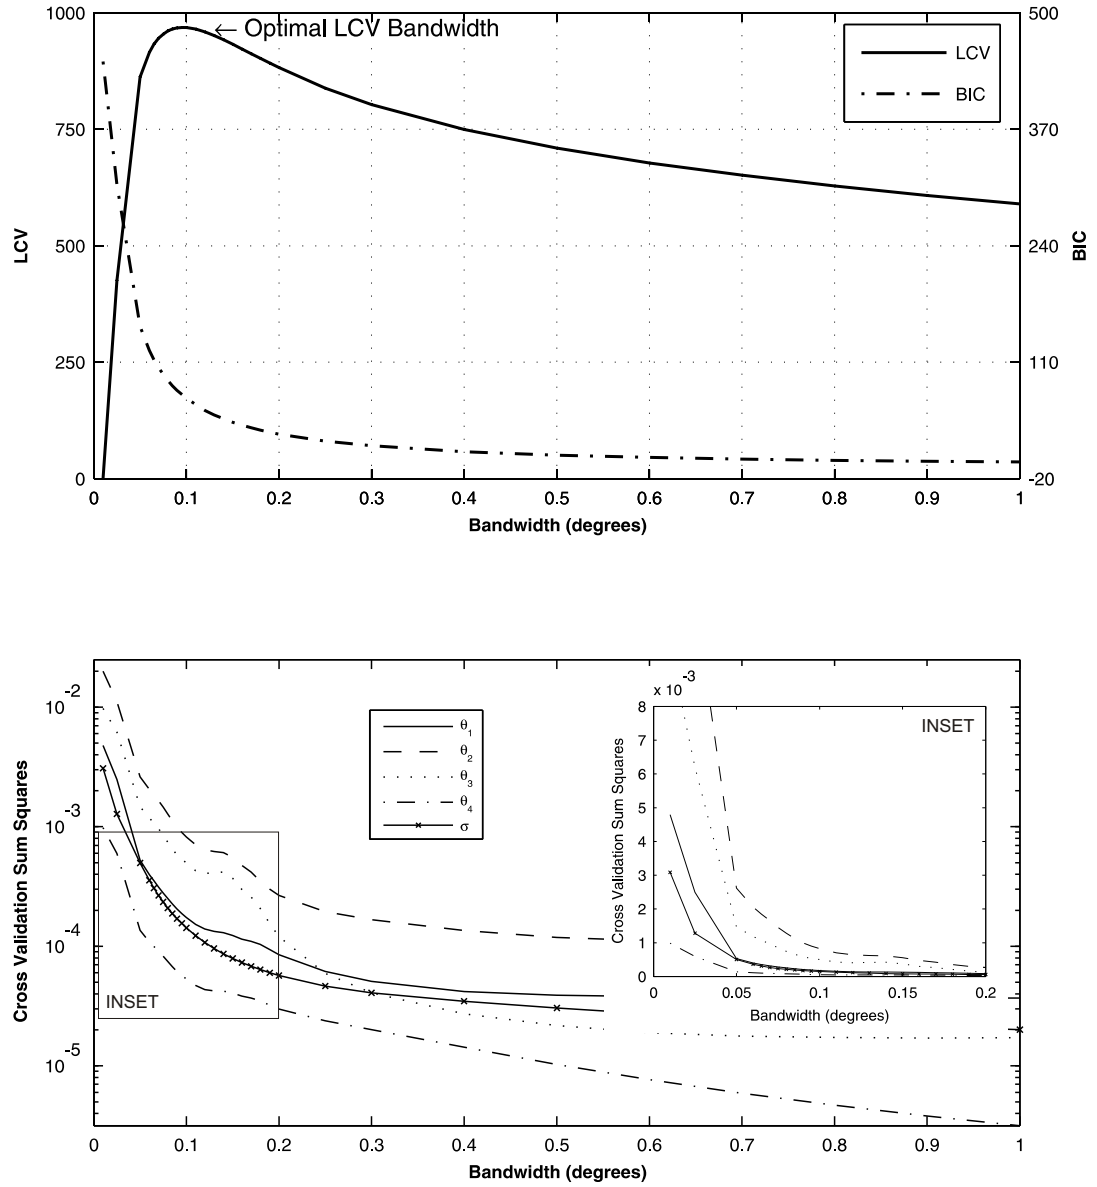 1000
750
500
250
0
LCV
← Optimal LCV Bandwidth
LCV
BIC
500
370
240
110
-20
BIC
0 0.1 0.2 0.3 0.4 0.5 0.6 0.7 0.8 0.9 1
Bandwidth (degrees)
10⁻²
10⁻³
10⁻⁴
10⁻⁵
Cross Validation Sum Squares
θ₁
θ₂
θ₃
θ₄
σ
INSET
x 10⁻³
8
7
6
5
4
3
2
1
0
Cross Validation Sum Squares
INSET
0 0.05 0.1 0.15 0.2
Bandwidth (degrees)
0 0.1 0.2 0.3 0.4 0.5 0.6 0.7 0.8 0.9 1
Bandwidth (degrees)